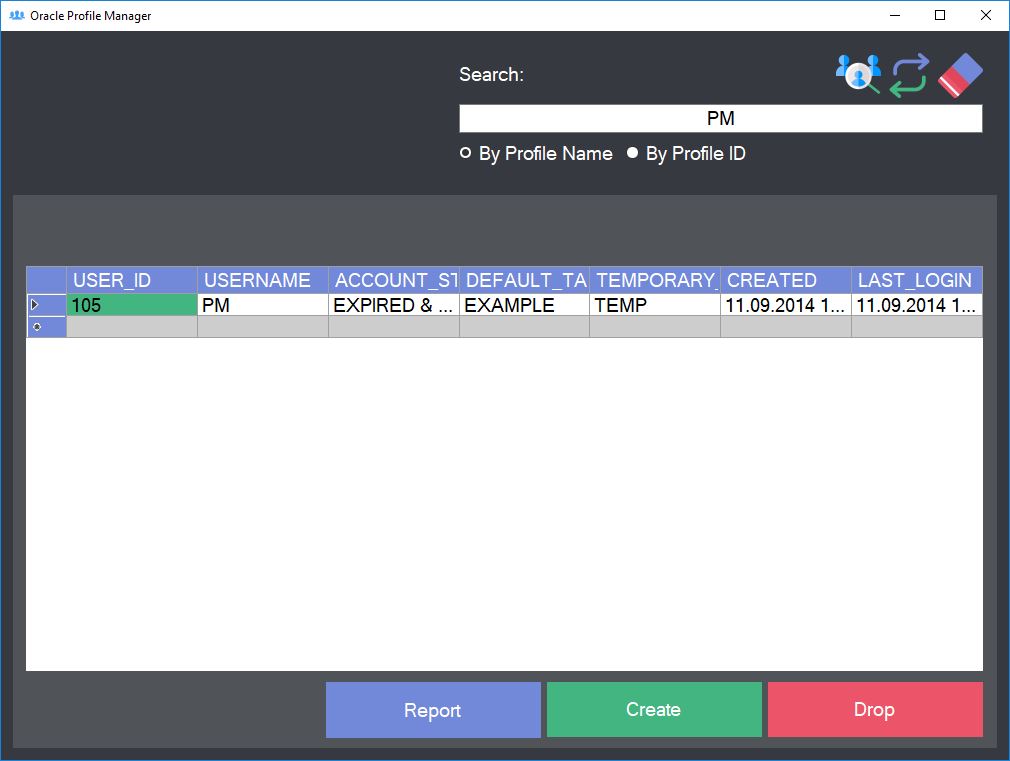 Oracle Profile Manager
Search:
PM
By Profile Name By Profile ID
USER_ID USERNAME ACCOUNT_ST DEFAULT_TA TEMPORARY_ CREATED LAST_LOGIN
105 PM EXPIRED & ... EXAMPLE TEMP 11.09.2014 1... 11.09.2014 1...
Report Create Drop